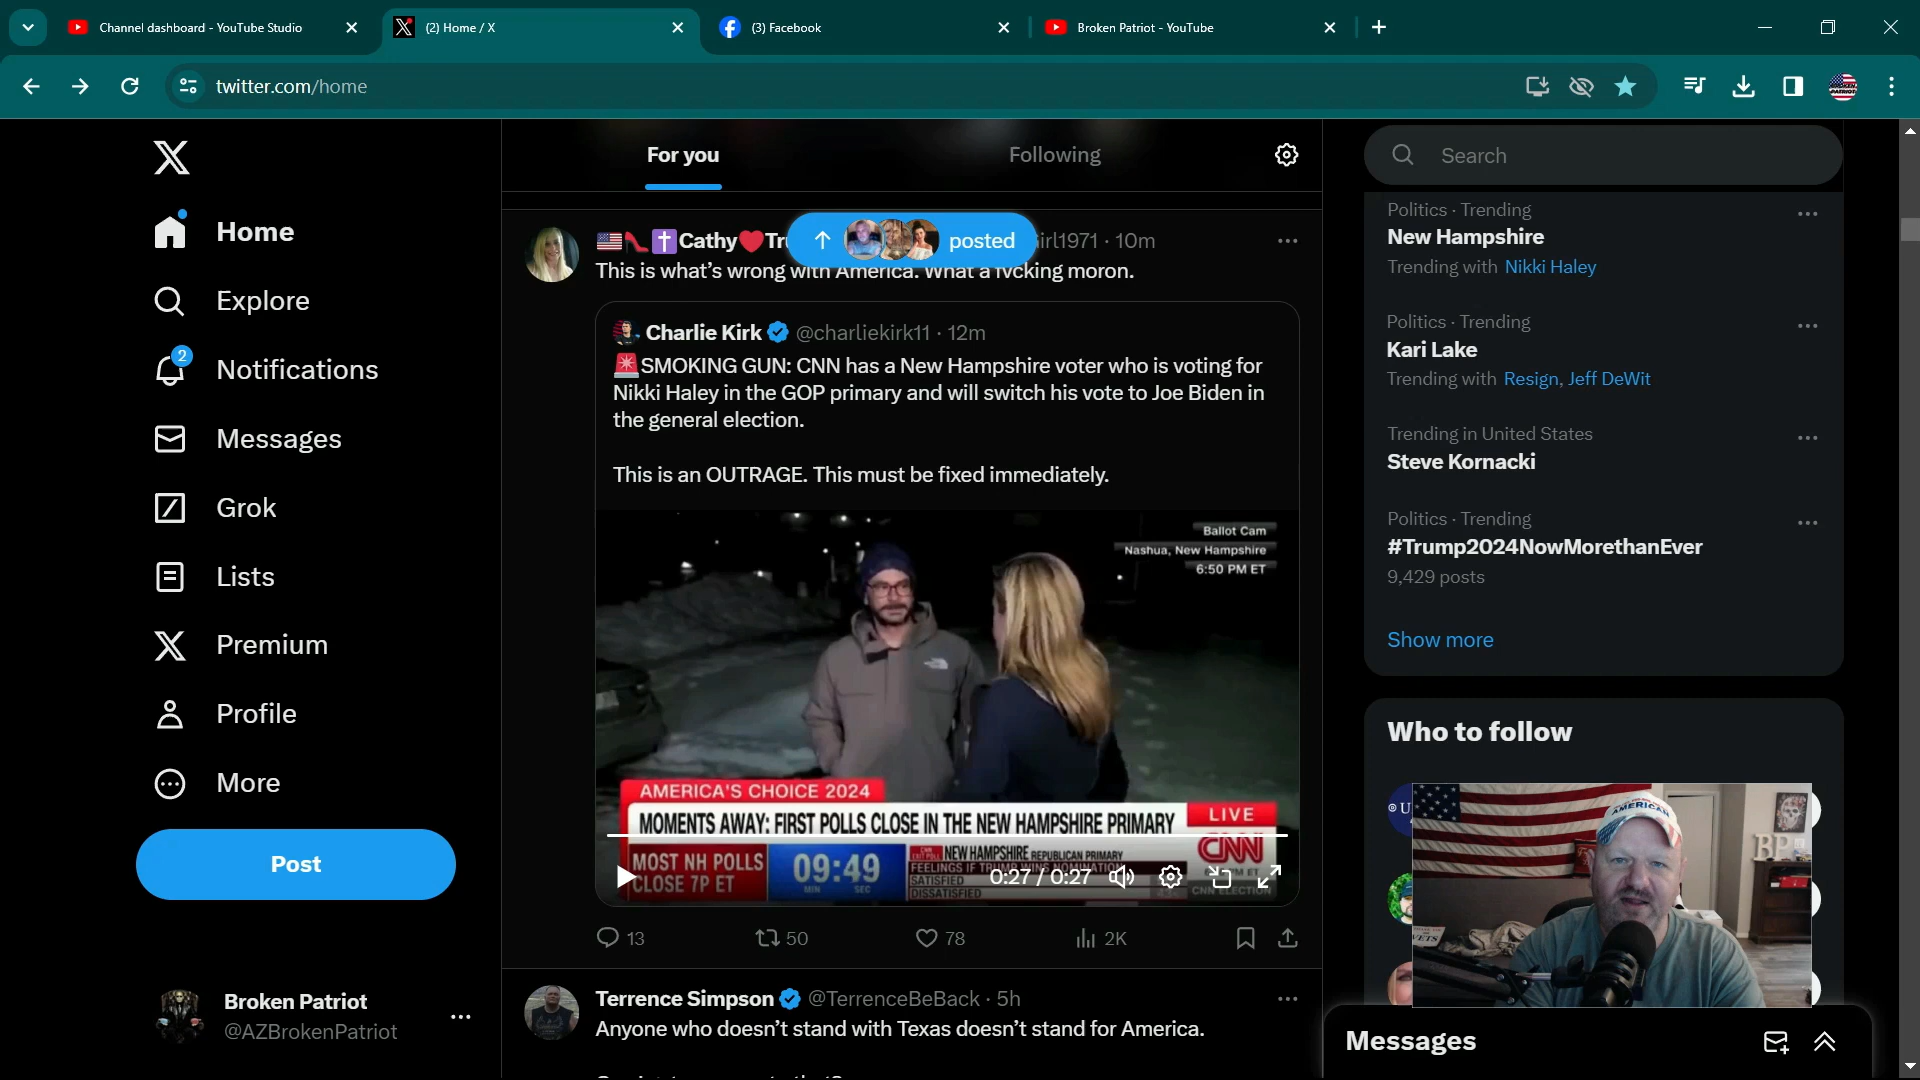 Channel dashboard - YouTube Studio
(2) Home / X
(3) Facebook
Broken Patriot - YouTube
twitter.com/home
Home
Explore
2
Notifications
Messages
Grok
Lists
Premium
Profile
More
Post
Broken Patriot
@AZBrokenPatriot
For you
Following
posted
Cathy
irl1971 · 10m
This is what's wrong with America. What a fvcking moron.
Charlie Kirk @charliekirk11 · 12m
SMOKING GUN: CNN has a New Hampshire voter who is voting for
Nikki Haley in the GOP primary and will switch his vote to Joe Biden in
the general election.
This is an OUTRAGE. This must be fixed immediately.
Ballot Cam
Nashua, New Hampshire
6:50 PM ET
AMERICA'S CHOICE 2024
MOMENTS AWAY: FIRST POLLS CLOSE IN THE NEW HAMPSHIRE PRIMARY
LIVE
CNN
MOST NH POLLS
CLOSE 7P ET
09:49
MIN SEC
NEW HAMPSHIRE REPUBLICAN PRIMARY
FEELINGS IF TRUMP WINS NOMINATION
SATISFIED
DISSATISFIED
0:27 / 0:27
CNN ELECTION
13
50
78
2K
Terrence Simpson @TerrenceBeBack · 5h
Anyone who doesn't stand with Texas doesn't stand for America.
Search
Politics · Trending
New Hampshire
Trending with Nikki Haley
Politics · Trending
Kari Lake
Trending with Resign, Jeff DeWit
Trending in United States
Steve Kornacki
Politics · Trending
#Trump2024NowMorethanEver
9,429 posts
Show more
Who to follow
AMERICAN
BP
VETS
Messages